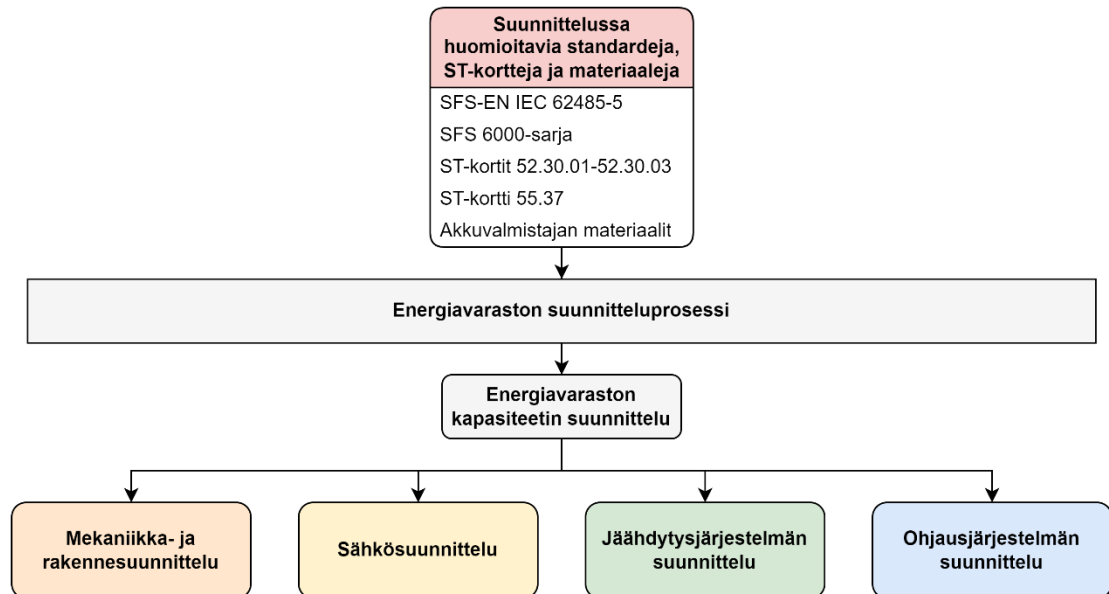 Suunnittelussa
huomioitavia standardeja,
ST-kortteja ja materiaaleja
SFS-EN IEC 62485-5
SFS 6000-sarja
ST-kortit 52.30.01-52.30.03
ST-kortti 55.37
Akkuvalmistajan materiaalit
Energiavaraston suunnitteluprosessi
Energiavaraston
kapasiteetin suunnittelu
Mekaniikka- ja
rakennesuunnittelu
Sähkösuunnittelu
Jäähdytysjärjestelmän
suunnittelu
Ohjausjärjestelmän
suunnittelu